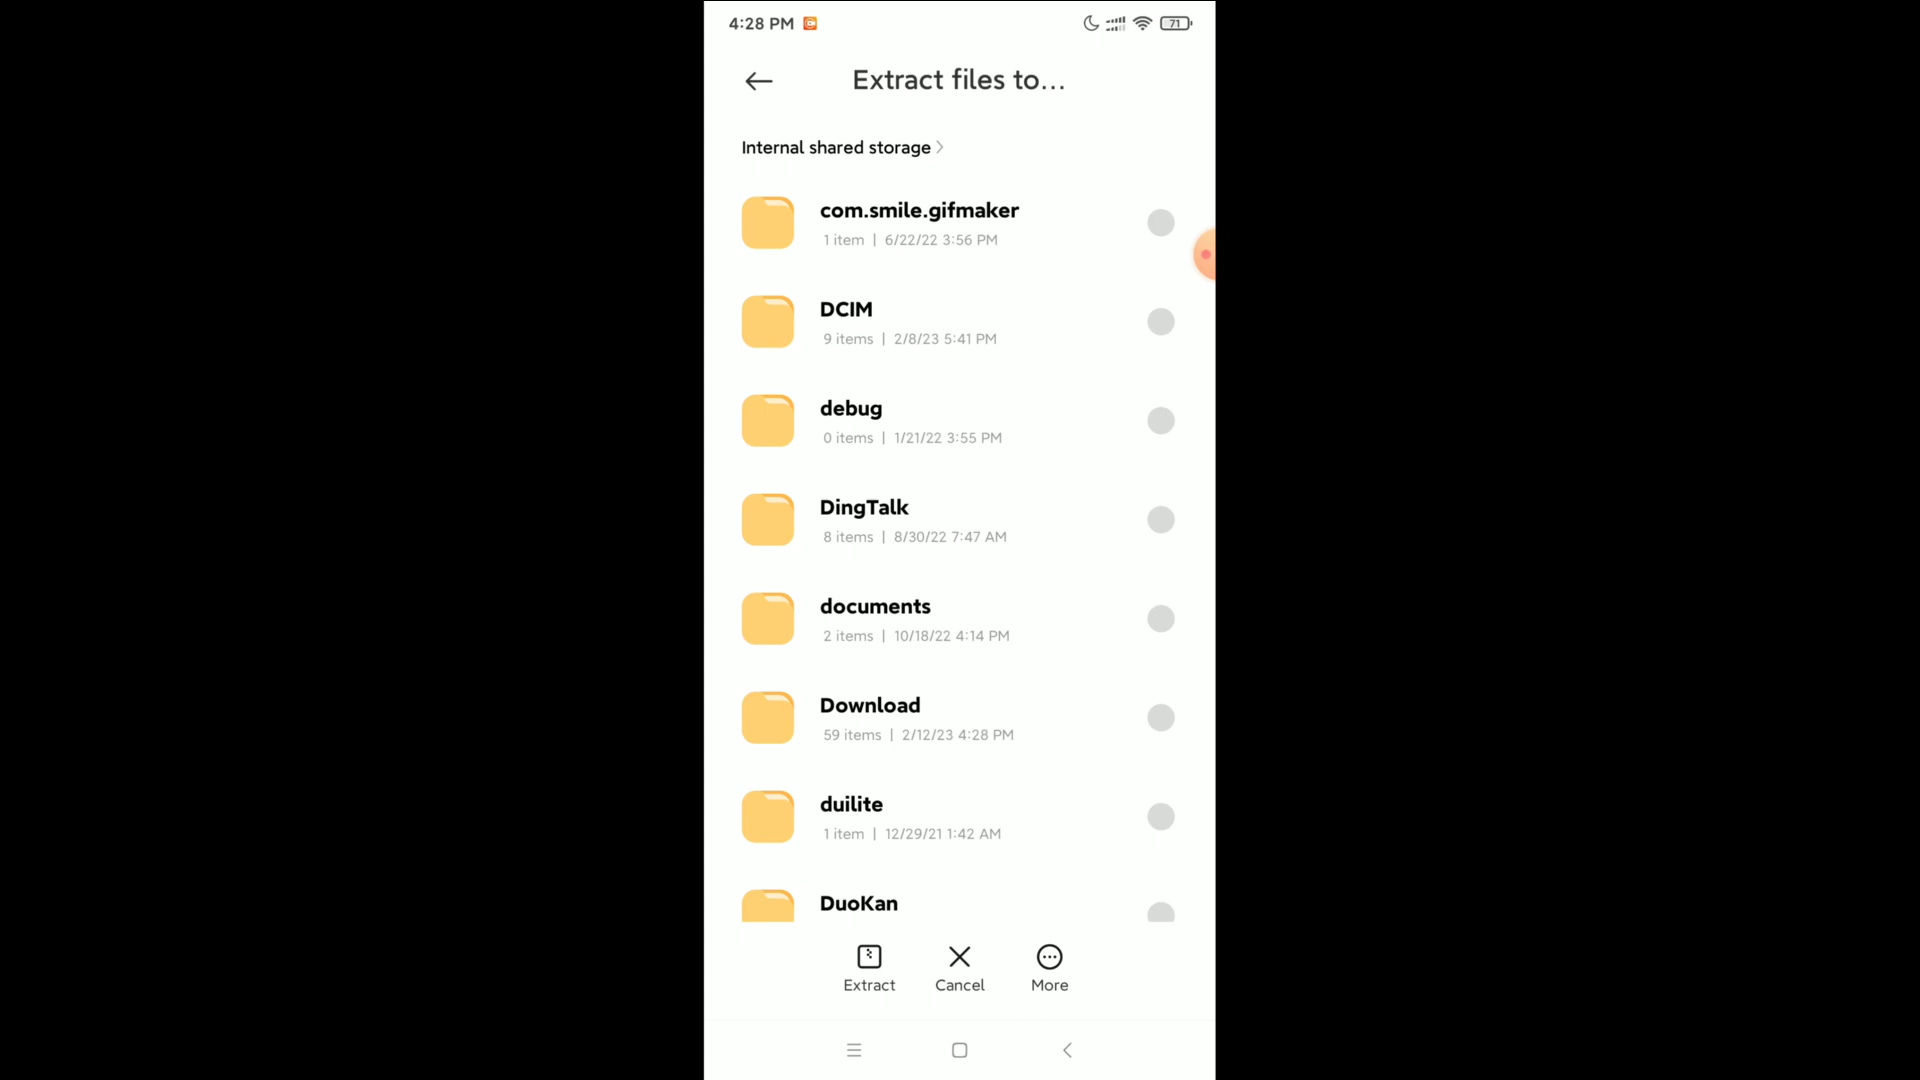 4:28 PM
71
Extract files to...
Internal shared storage
com.smile.gifmaker
1 item | 6/22/22 3:56 PM
DCIM
9 items | 2/8/23 5:41 PM
debug
0 items | 1/21/22 3:55 PM
DingTalk
8 items | 8/30/22 7:47 AM
documents
2 items | 10/18/22 4:14 PM
Download
59 items | 2/12/23 4:28 PM
duilite
1 item | 12/29/21 1:42 AM
DuoKan
Extract Cancel More